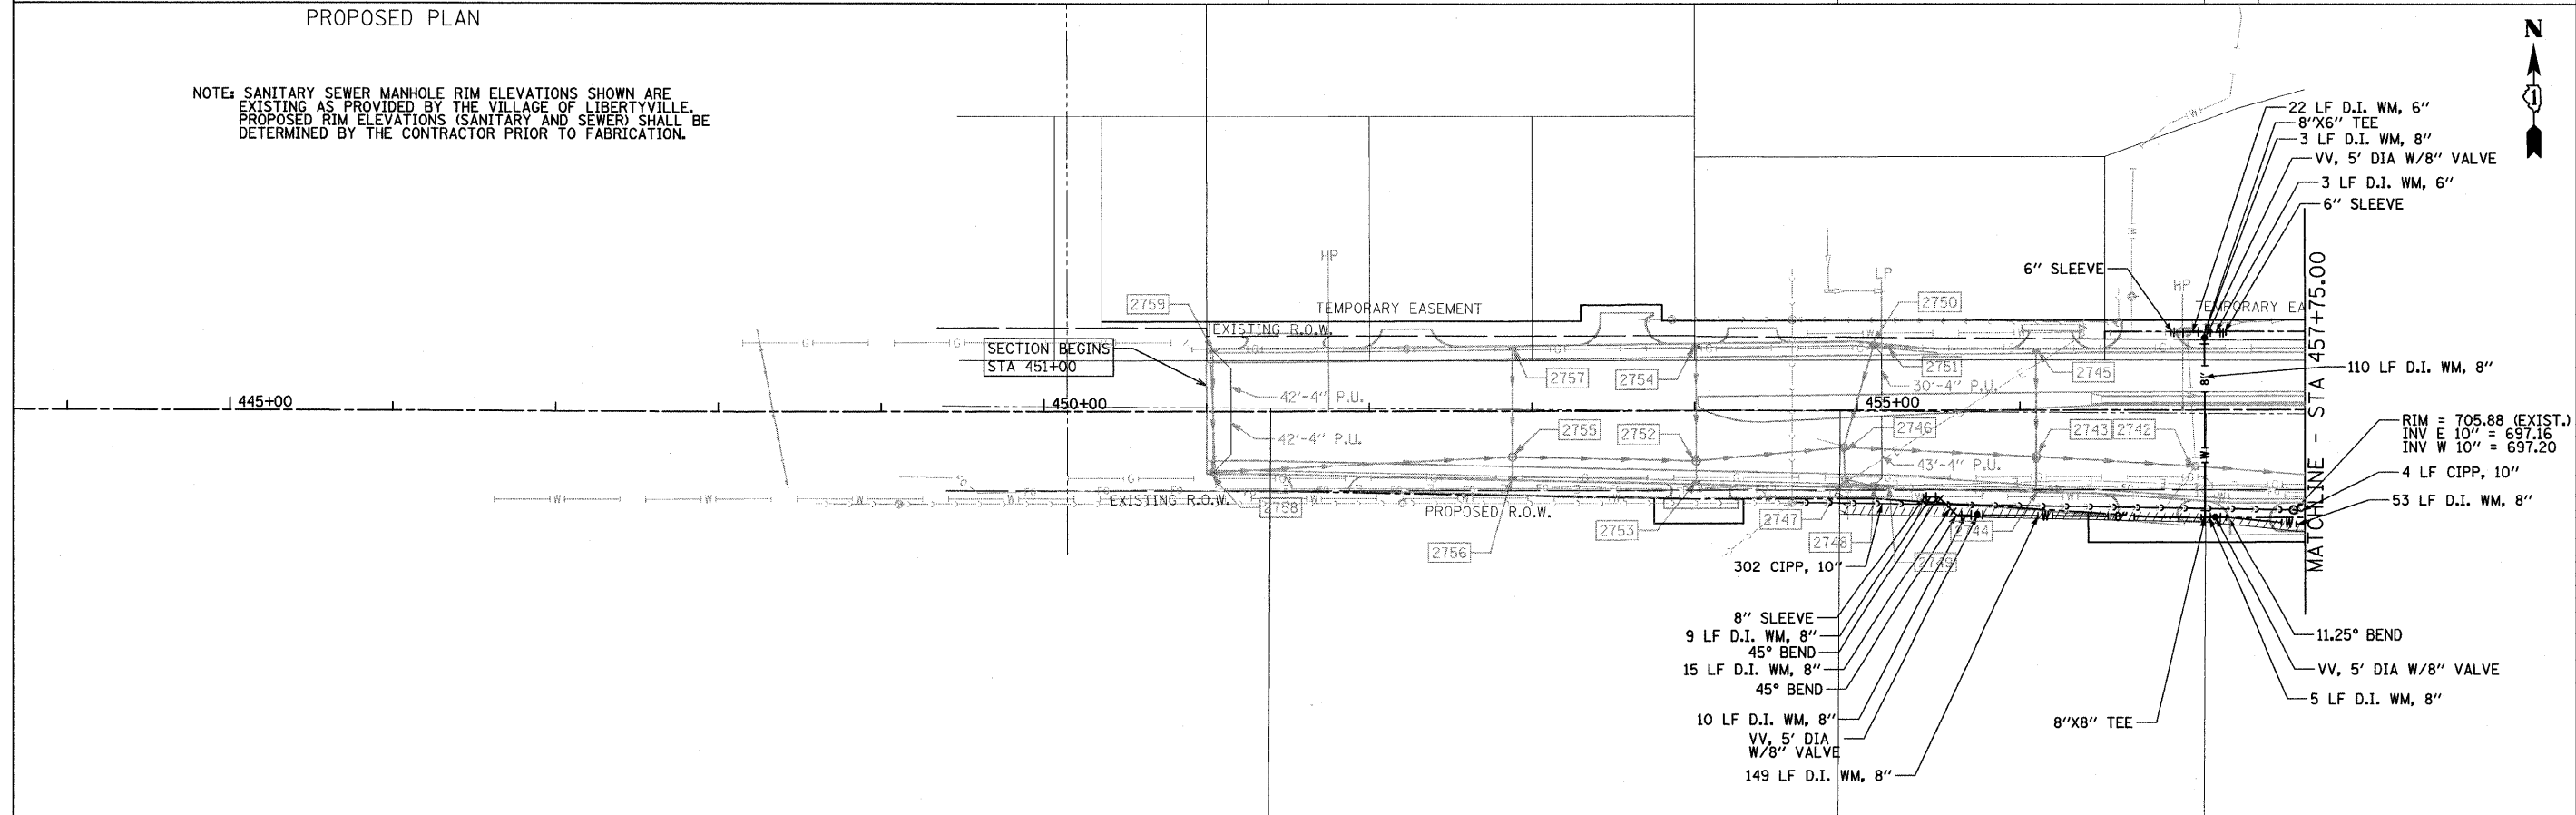 PROPOSED PLAN
NOTE: SANITARY SEWER MANHOLE RIM ELEVATIONS SHOWN ARE
EXISTING AS PROVIDED BY THE VILLAGE OF LIBERTYVILLE.
PROPOSED RIM ELEVATIONS (SANITARY AND SEWER) SHALL BE
DETERMINED BY THE CONTRACTOR PRIOR TO FABRICATION.
N
1
22 LF D.I. WM, 6"
8"X6" TEE
3 LF D.I. WM, 8"
VV, 5' DIA W/8" VALVE
3 LF D.I. WM, 6"
6" SLEEVE
6" SLEEVE
HP
LP
HP
2759
TEMPORARY EASEMENT
2750
TEMPORARY EA
EXISTING R.O.W.
SECTION BEGINS
STA 451+00
2757
2754
2751
2745
30'-4" P.U.
42'-4" P.U.
8"
110 LF D.I. WM, 8"
MATCHLINE - STA 457+75.00
445+00
450+00
455+00
42'-4" P.U.
2755
2752
2746
2743
2742
43'-4" P.U.
W
RIM = 705.88 (EXIST.)
INV E 10" = 697.16
INV W 10" = 697.20
4 LF CIPP, 10"
53 LF D.I. WM, 8"
EXISTING R.O.W.
2758
PROPOSED R.O.W.
2756
2753
2747
2748
2749
2744
8"
302 CIPP, 10"
8" SLEEVE
9 LF D.I. WM, 8"
45° BEND
15 LF D.I. WM, 8"
45° BEND
10 LF D.I. WM, 8"
VV, 5' DIA
W/8" VALVE
149 LF D.I. WM, 8"
8"X8" TEE
11.25° BEND
VV, 5' DIA W/8" VALVE
5 LF D.I. WM, 8"